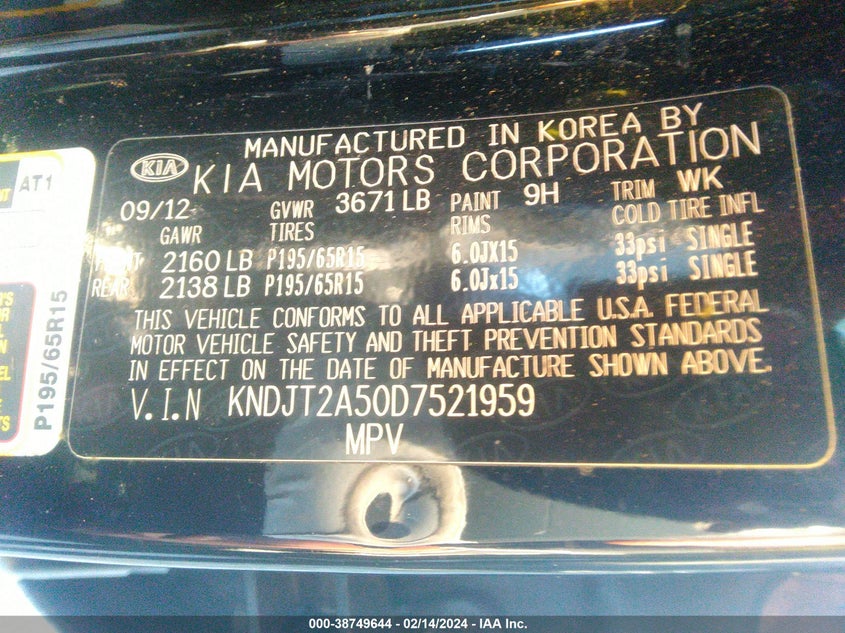 MANUFACTURED IN KOREA BY
KIA KIA MOTORS CORPORATION
09/12 GVWR 3671 LB PAINT 9H TRIM WK
GAWR TIRES RIMS COLD TIRE INFL
2160 LB P195/65R15 6.0Jx15 33psi SINGLE
REAR 2138 LB P195/65R15 6.0Jx15 33psi SINGLE
THIS VEHICLE CONFORMS TO ALL APPLICABLE U.S.A. FEDERAL
MOTOR VEHICLE SAFETY AND THEFT PREVENTION STANDARDS
IN EFFECT ON THE DATE OF MANUFACTURE SHOWN ABOVE.
V.I.N KNDJT2A50D7521959
MPV
AT1
P195/65R15
000-38749644 - 02/14/2024 - IAA Inc.